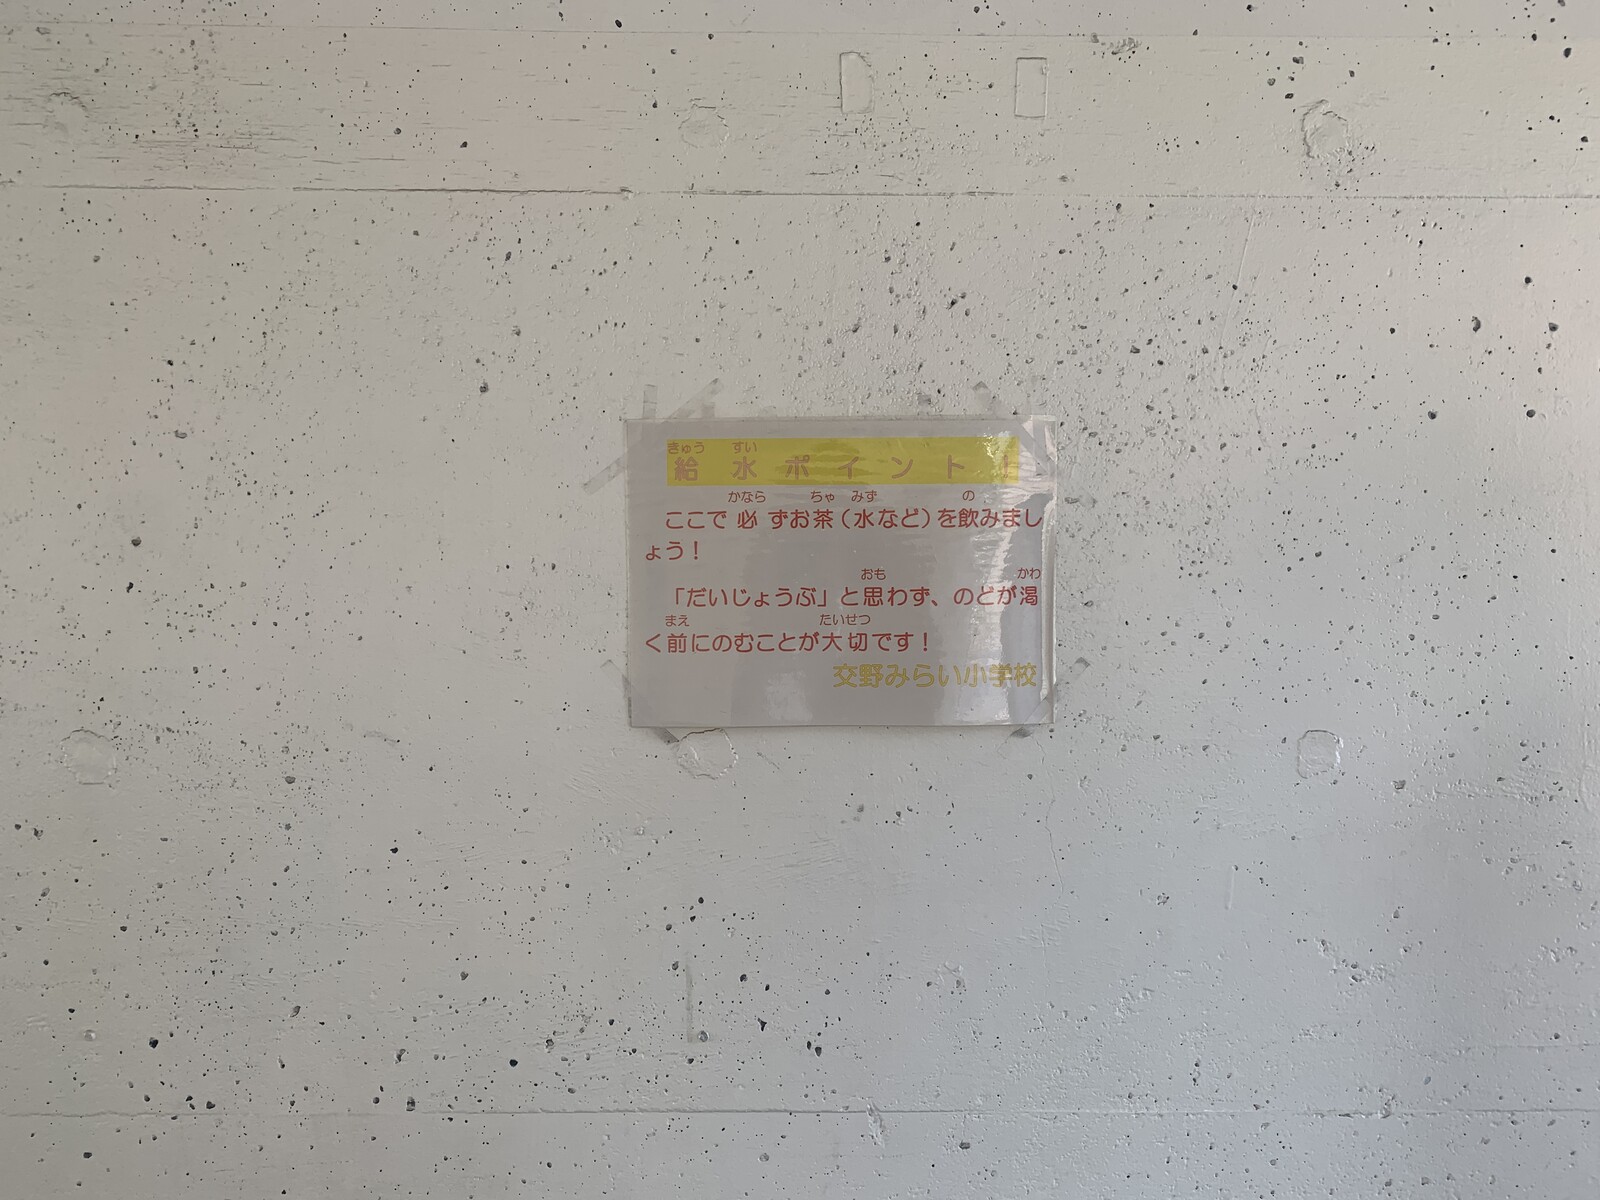 きゅう すい
給水ポイント！
かなら ちゃ みず の
ここで必ずお茶(水など)を飲みまし
ょう！
おも かわ
「だいじょうぶ」と思わず、のどが渇
まえ たいせつ
く前にのむことが大切です！
交野みらい小学校